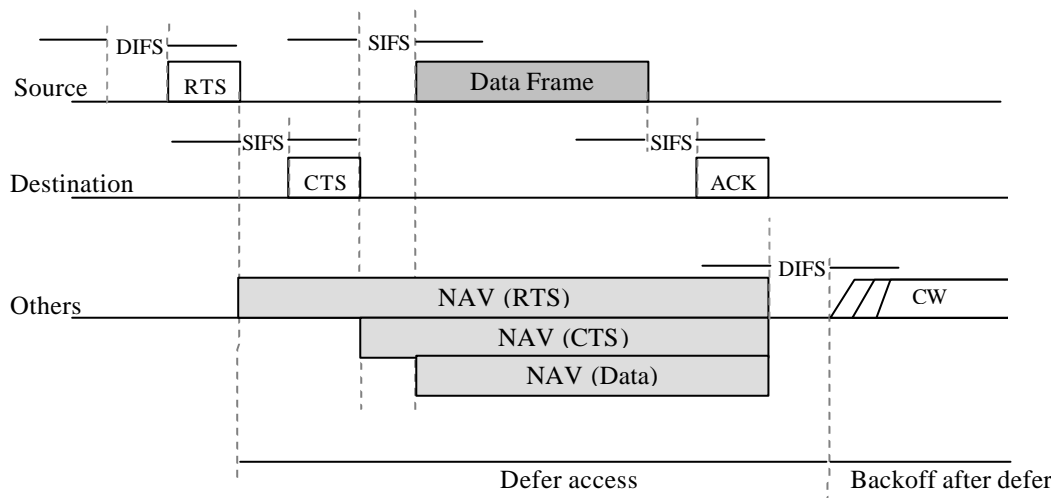 DIFS
SIFS
Source
RTS
Data Frame
SIFS
SIFS
Destination
CTS
ACK
DIFS
Others
NAV (RTS)
CW
NAV (CTS)
NAV (Data)
Defer access
Backoff after defer